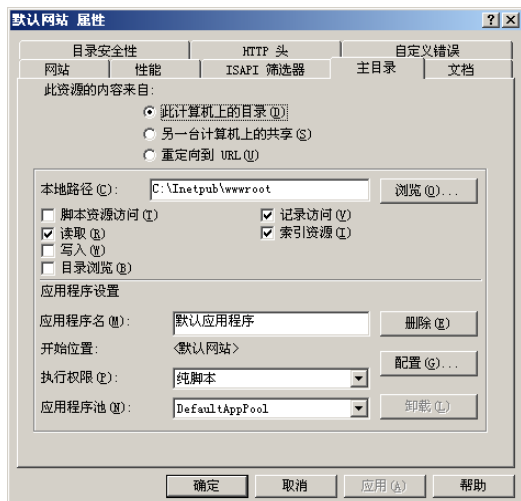 默认网站 属性
目录安全性 HTTP 头 自定义错误
网站 性能 ISAPI 筛选器 主目录 文档
此资源的内容来自:
此计算机上的目录(D)
另一台计算机上的共享(S)
重定向到 URL(U)
本地路径(C): C:\Inetpub\wwwroot 浏览(O)...
脚本资源访问(T) 记录访问(V)
读取(R) 索引资源(I)
写入(W)
目录浏览(B)
应用程序设置
应用程序名(M): 默认应用程序 删除(E)
开始位置: <默认网站>
配置(G)...
执行权限(P): 纯脚本
应用程序池(N): DefaultAppPool 卸载(L)
确定 取消 应用(A) 帮助